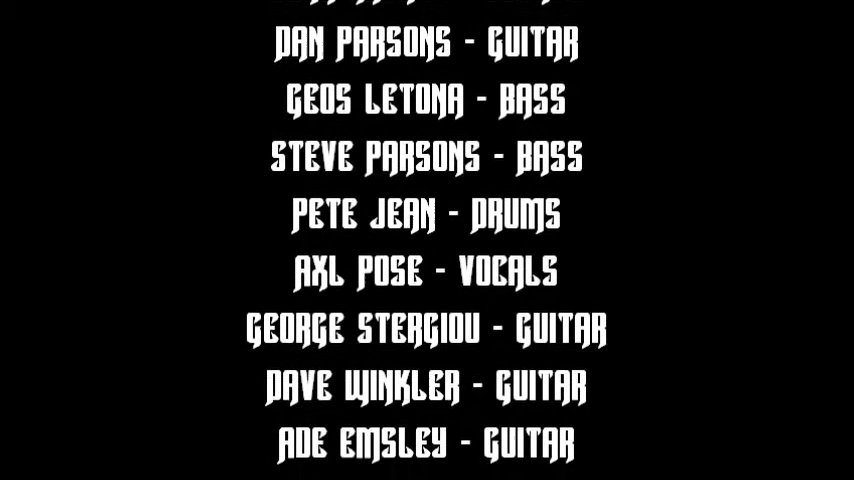 DAN PARSONS - GUITAR
GEOS LETONA - BASS
STEVE PARSONS - BASS
PETE JEAN - DRUMS
AXL POSE - VOCALS
GEORGE STERGIOU - GUITAR
DAVE WINKLER - GUITAR
ADE EMSLEY - GUITAR